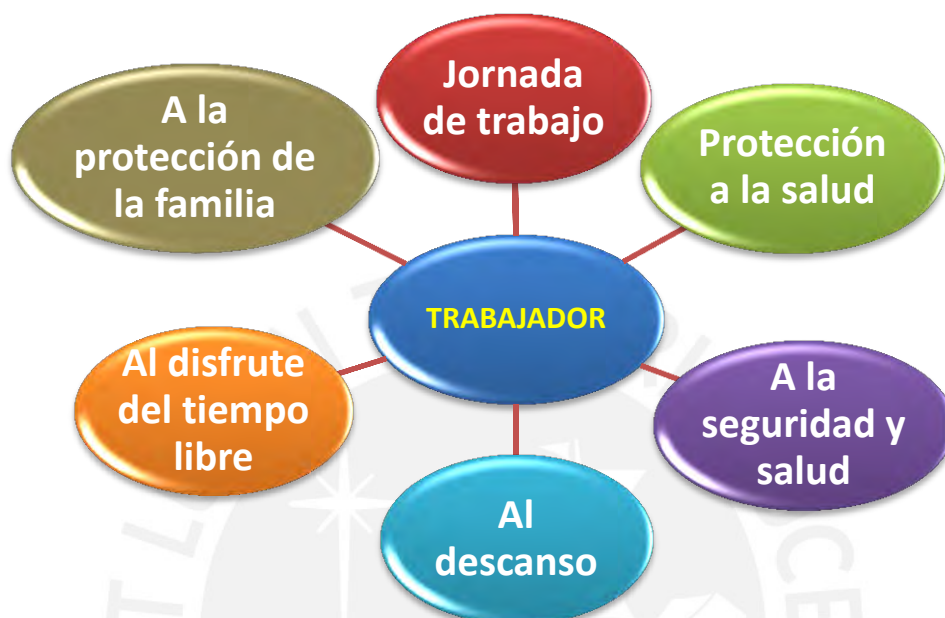 Jornada
de trabajo
Protección
a la salud
A la
seguridad y
salud
Al
descanso
Al disfrute
del tiempo
libre
A la
protección de
la familia
TRABAJADOR